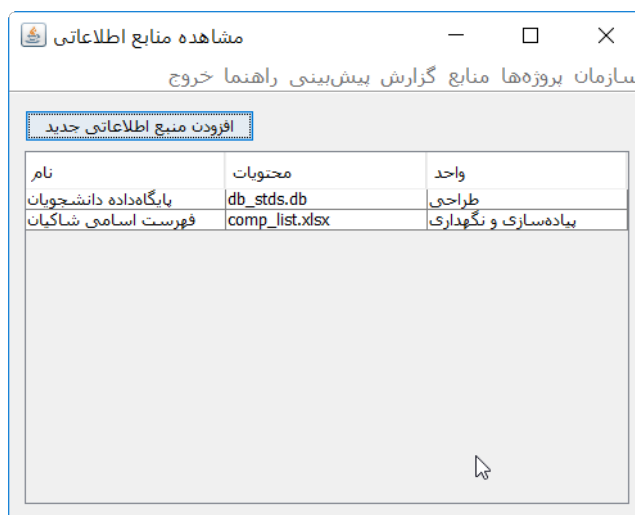 مشاهده منابع اطلاعاتی
سازمان پروژه‌ها منابع گزارش پیش‌بینی راهنما خروج
افزودن منبع اطلاعاتی جدید
نام محتویات واحد
پایگاه‌داده دانشجویان db_stds.db طراحی
فهرست اسامی شاکیان comp_list.xlsx پیاده‌سازی و نگهداری